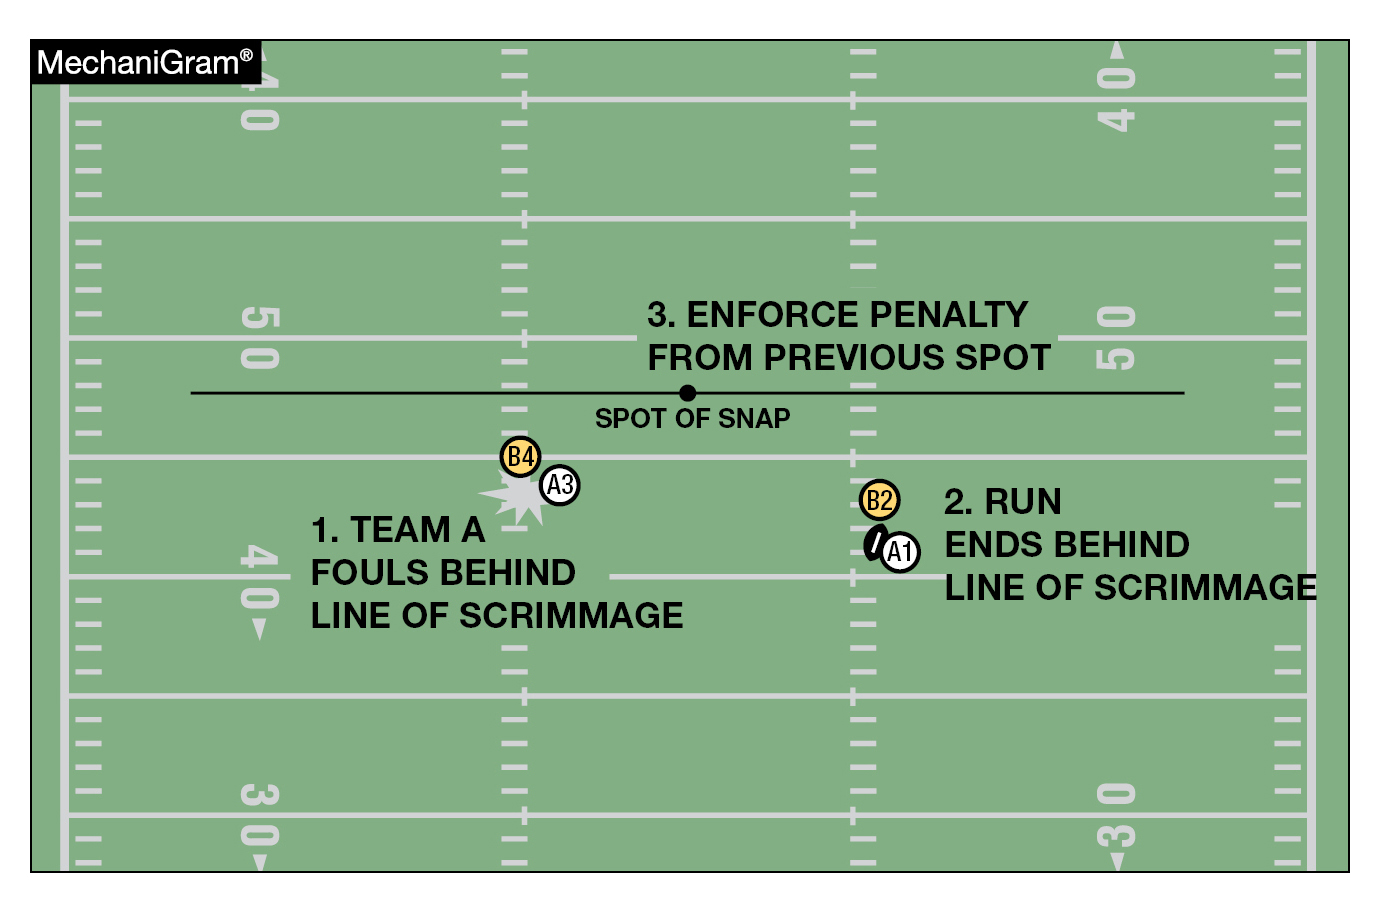 MechaniGram®
40
40
50
50
3. ENFORCE PENALTY
FROM PREVIOUS SPOT
SPOT OF SNAP
B4
A3
B2
A1
1. TEAM A
FOULS BEHIND
LINE OF SCRIMMAGE
2. RUN
ENDS BEHIND
LINE OF SCRIMMAGE
40
30
30